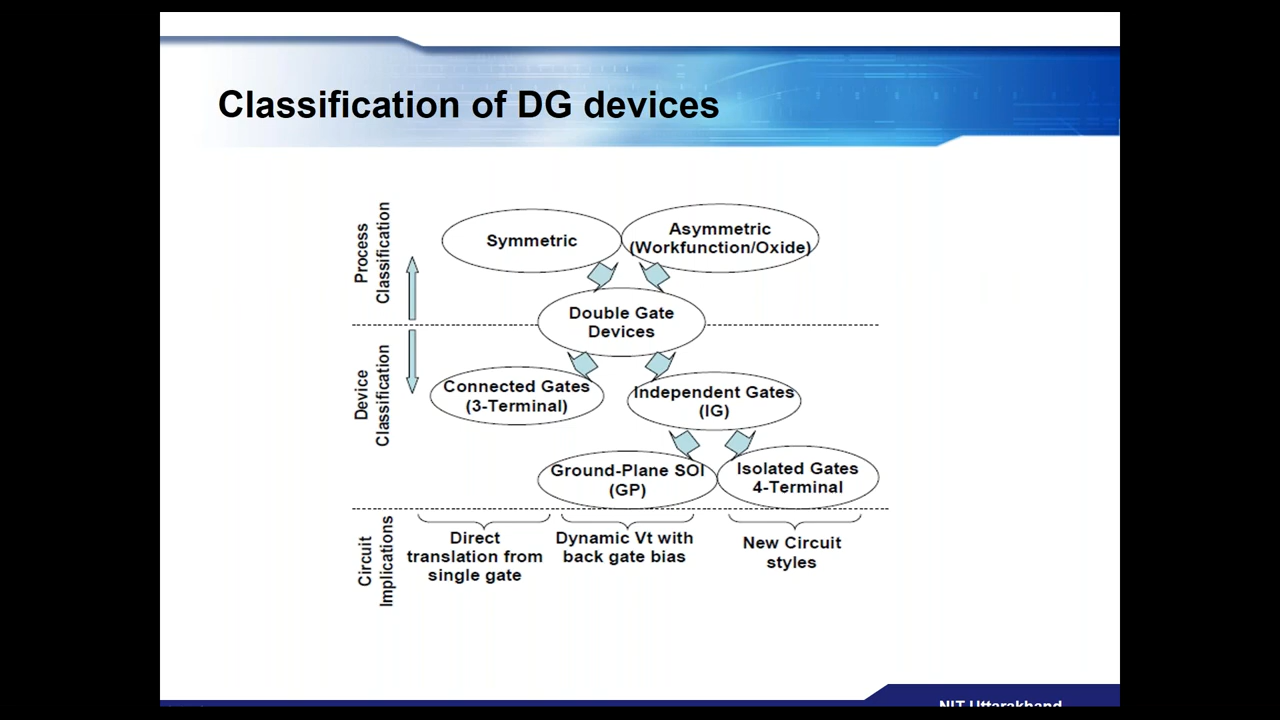 Classification of DG devices
Process
Classification
Symmetric
Asymmetric
(Workfunction/Oxide)
Double Gate
Devices
Device
Classification
Connected Gates
(3-Terminal)
Independent Gates
(IG)
Ground-Plane SOI
(GP)
Isolated Gates
4-Terminal
Circuit
Implications
Direct
translation from
single gate
Dynamic Vt with
back gate bias
New Circuit
styles
NIT Uttarakhand